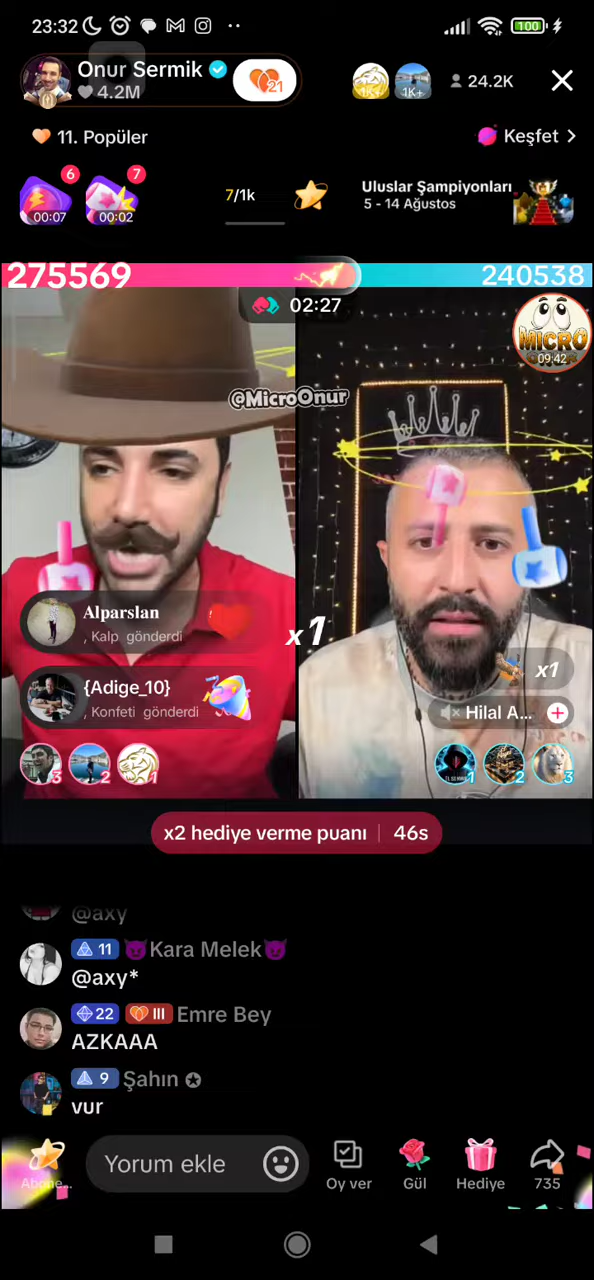 23:32
100
Onur Sermik
4.2M
21
1K+
1K+
24.2K
11. Popüler
Keşfet
6
00:07
7
00:02
7/1k
Uluslar Şampiyonları
5 - 14 Ağustos
275569
240538
02:27
MICRO
09:42
@MicroOnur
Alparslan
, Kalp gönderdi
x1
{Adige_10}
, Konfeti gönderdi
x1
Hilal A...
3
2
1
1
2
3
x2 hediye verme puanı
46s
@axy
11
Kara Melek
@axy*
22
III
Emre Bey
AZKAAA
9
Şahın
vur
Abone...
Yorum ekle
Oy ver
Gül
Hediye
735